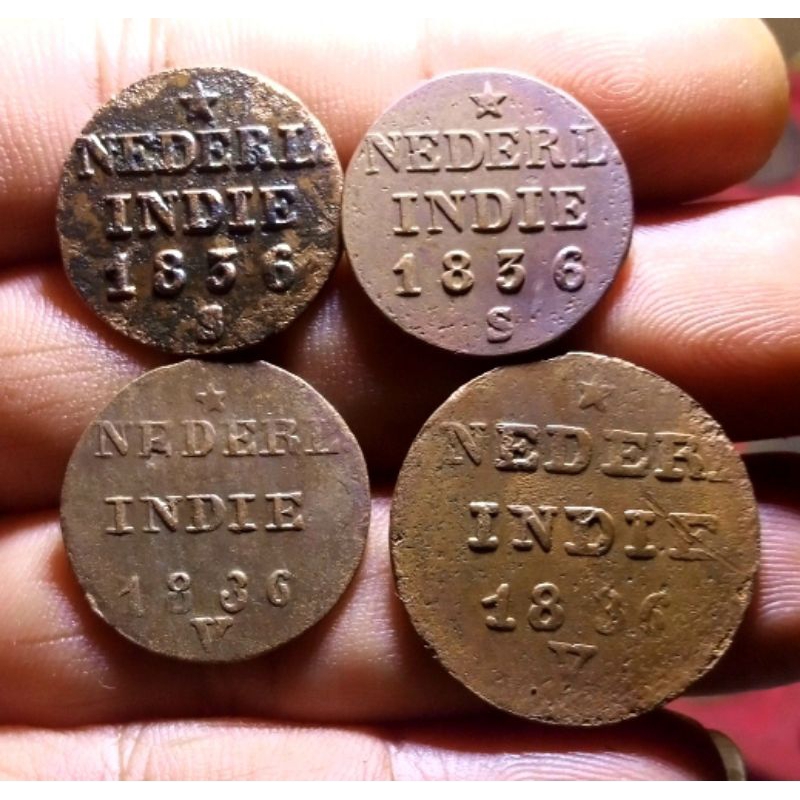 NEDERL
INDIE
1836
S
NEDERL
INDIE
1836
S
NEDERL
INDIE
1836
V
NEDERL
INDIE
1836
V